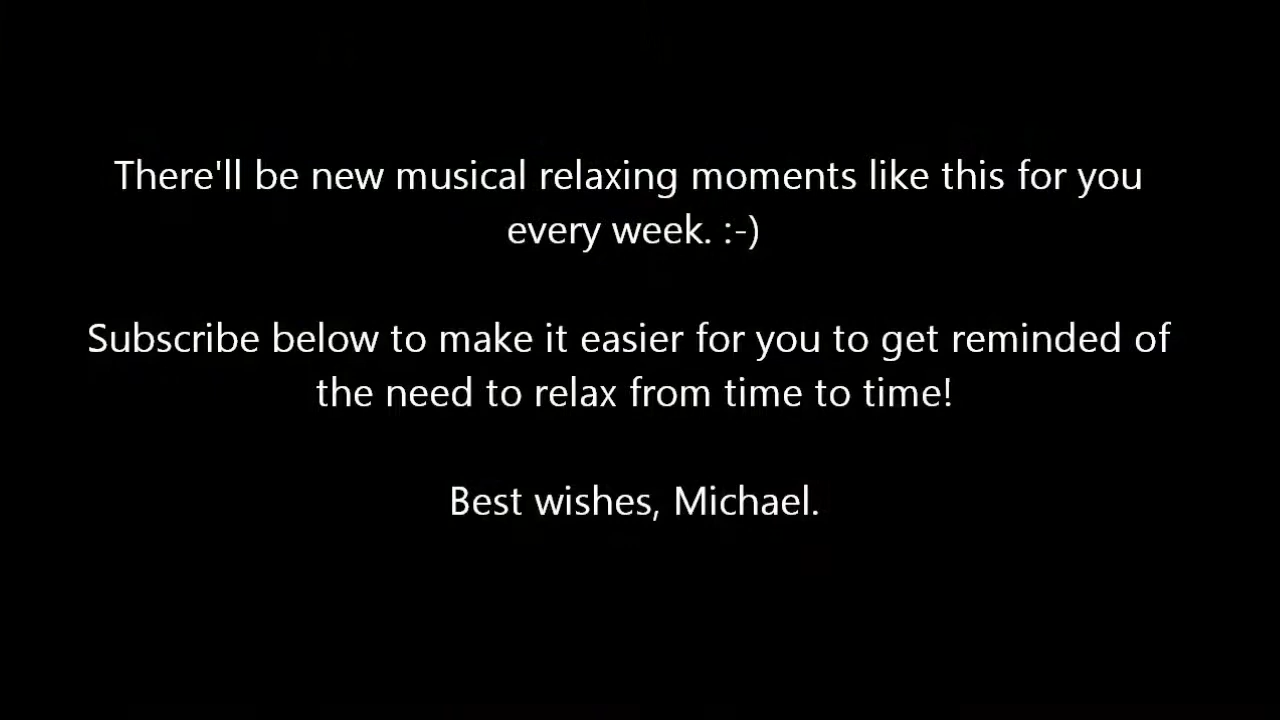 There'll be new musical relaxing moments like this for you
every week. :-)
Subscribe below to make it easier for you to get reminded of
the need to relax from time to time!
Best wishes, Michael.